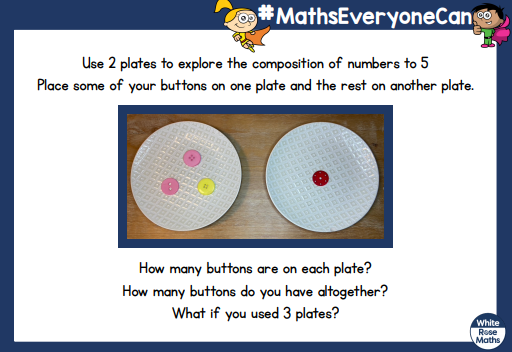 #MathsEveryoneCan
Use 2 plates to explore the composition of numbers to 5
Place some of your buttons on one plate and the rest on another plate.
How many buttons are on each plate?
How many buttons do you have altogether?
What if you used 3 plates?
White
Rose
Maths